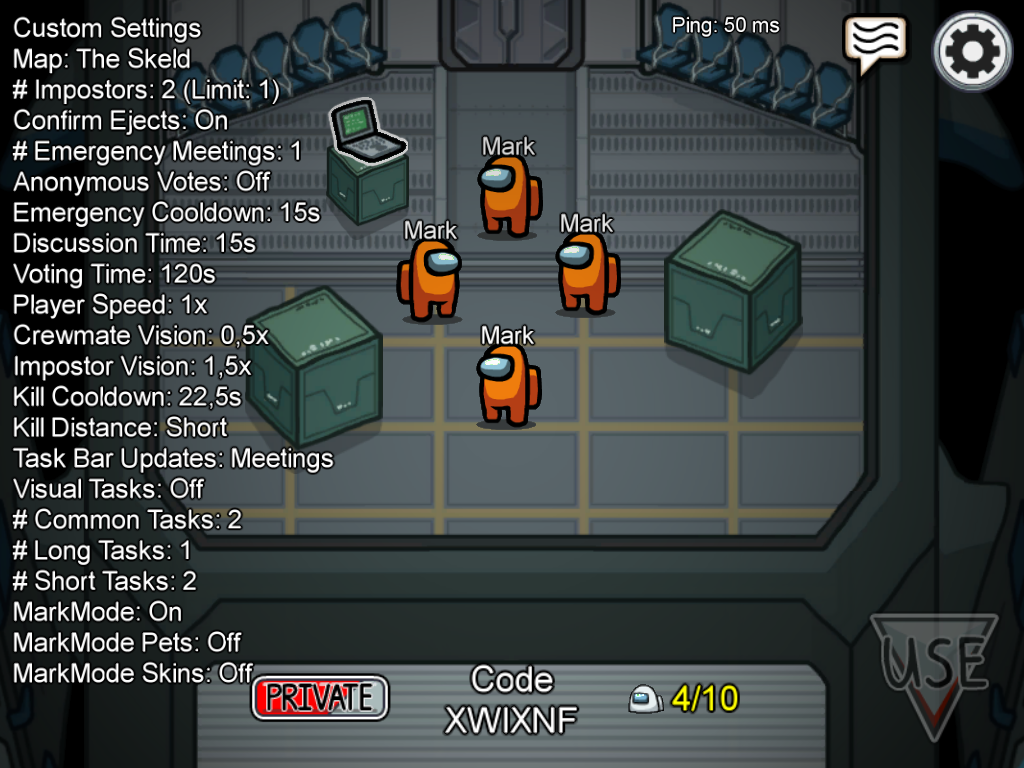 Custom Settings
Map: The Skeld
# Impostors: 2 (Limit: 1)
Confirm Ejects: On
# Emergency Meetings: 1
Anonymous Votes: Off
Emergency Cooldown: 15s
Discussion Time: 15s
Voting Time: 120s
Player Speed: 1x
Crewmate Vision: 0,5x
Impostor Vision: 1,5x
Kill Cooldown: 22,5s
Kill Distance: Short
Task Bar Updates: Meetings
Visual Tasks: Off
# Common Tasks: 2
# Long Tasks: 1
# Short Tasks: 2
MarkMode: On
MarkMode Pets: Off
MarkMode Skins: Off
Ping: 50 ms
Mark
Mark
Mark
Mark
USE
PRIVATE
Code
XWIXNF
4/10